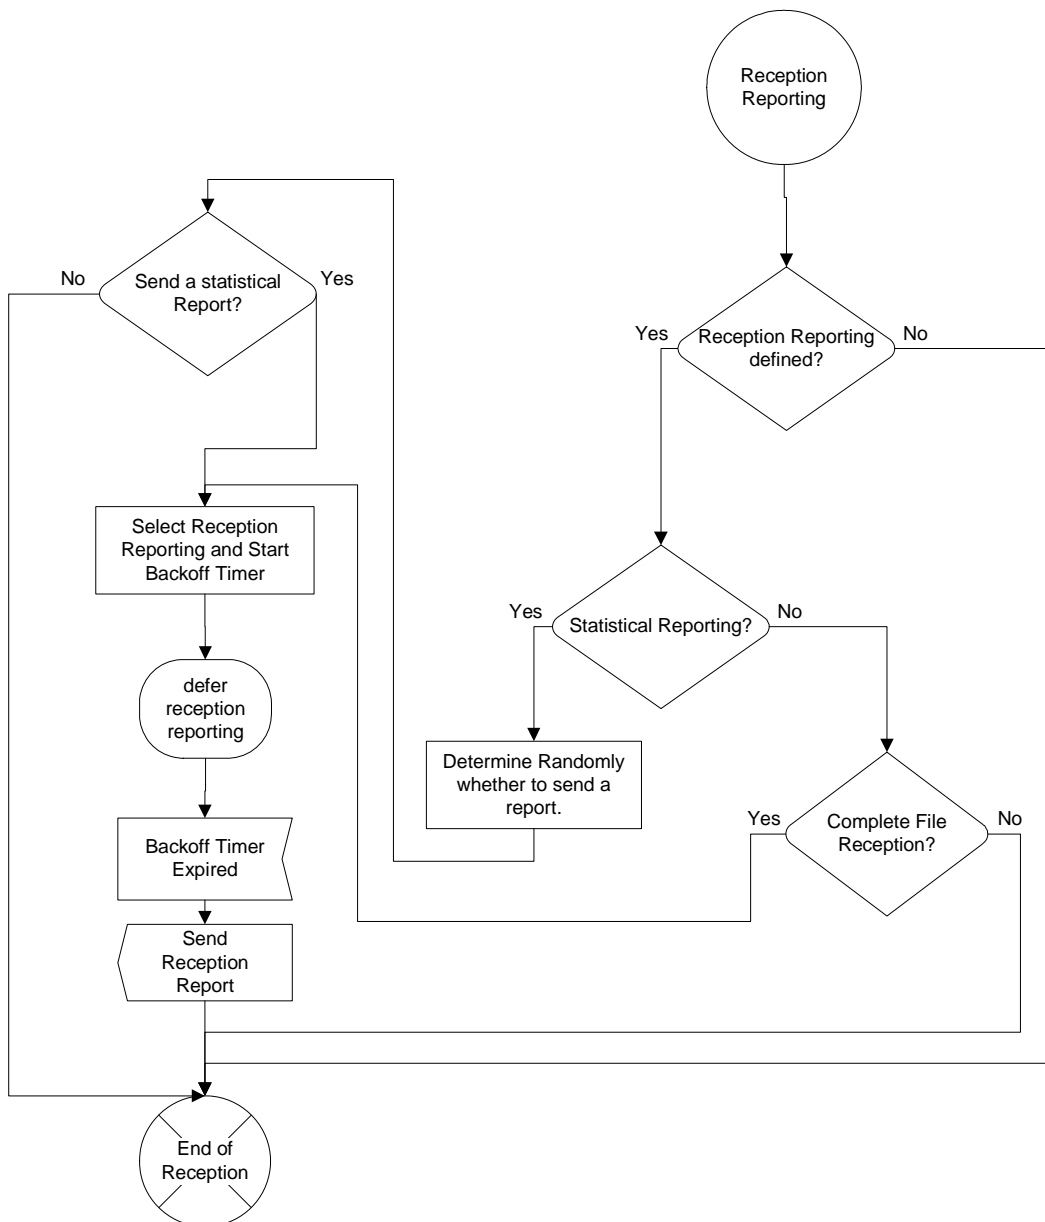 Reception
Reporting
No
Send a statistical
Report?
Yes
Yes
Reception Reporting
defined?
No
Select Reception
Reporting and Start
Backoff Timer
Yes
Statistical Reporting?
No
defer
reception
reporting
Determine Randomly
whether to send a
report.
Yes
Complete File
Reception?
No
Backoff Timer
Expired
Send
Reception
Report
End of
Reception